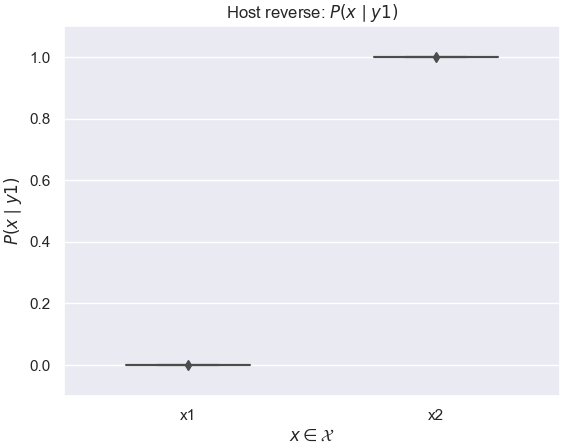 Host reverse: P(x | y1)
P(x | y1)
1.0
0.8
0.6
0.4
0.2
0.0
x1 x2
x ∈ 𝒳